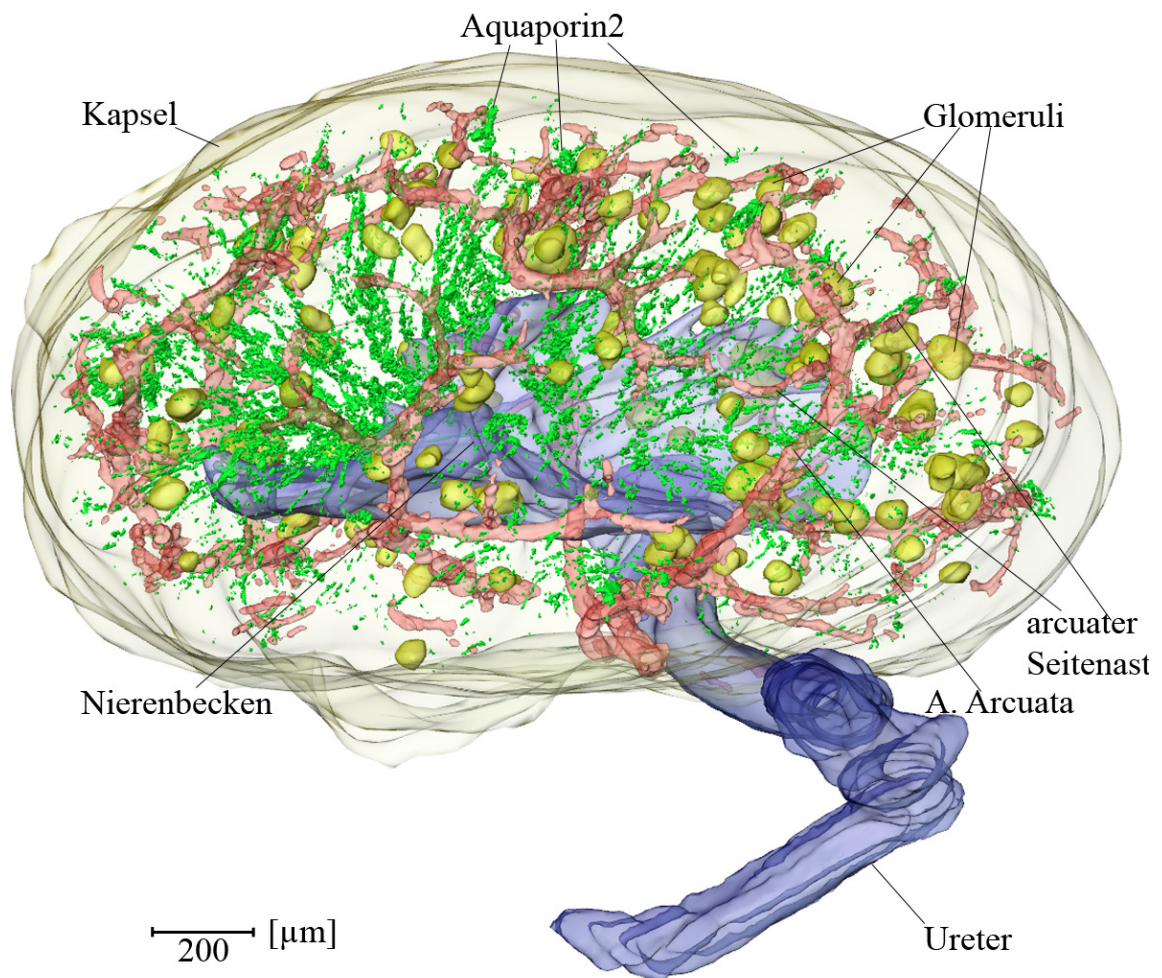 Aquaporin2
Kapsel
Glomeruli
arcuater
Seitenast
Nierenbecken
A. Arcuata
Ureter
200 [µm]